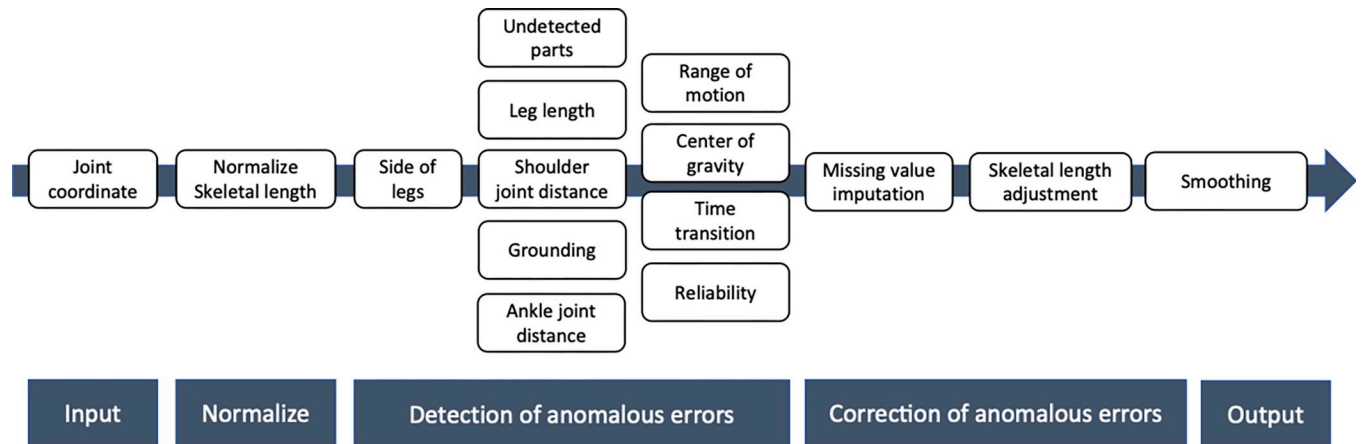 Undetected
parts
Leg length
Shoulder
joint distance
Grounding
Ankle joint
distance
Range of
motion
Center of
gravity
Time
transition
Reliability
Joint
coordinate
Normalize
Skeletal length
Side of
legs
Missing value
imputation
Skeletal length
adjustment
Smoothing
Input
Normalize
Detection of anomalous errors
Correction of anomalous errors
Output